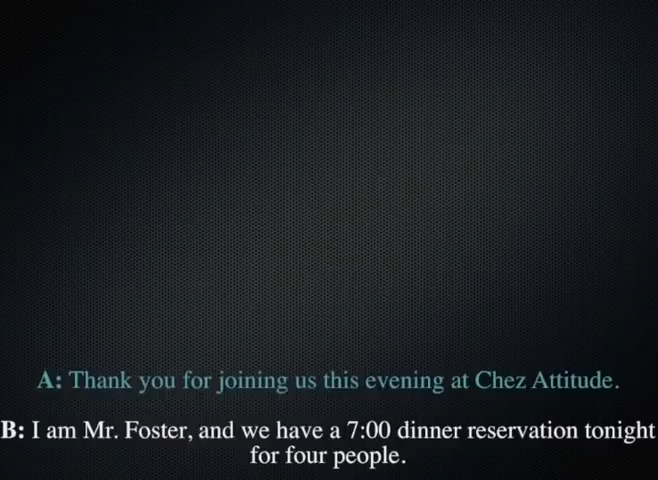 A: Thank you for joining us this evening at Chez Attitude.
B: I am Mr. Foster, and we have a 7:00 dinner reservation tonight
for four people.